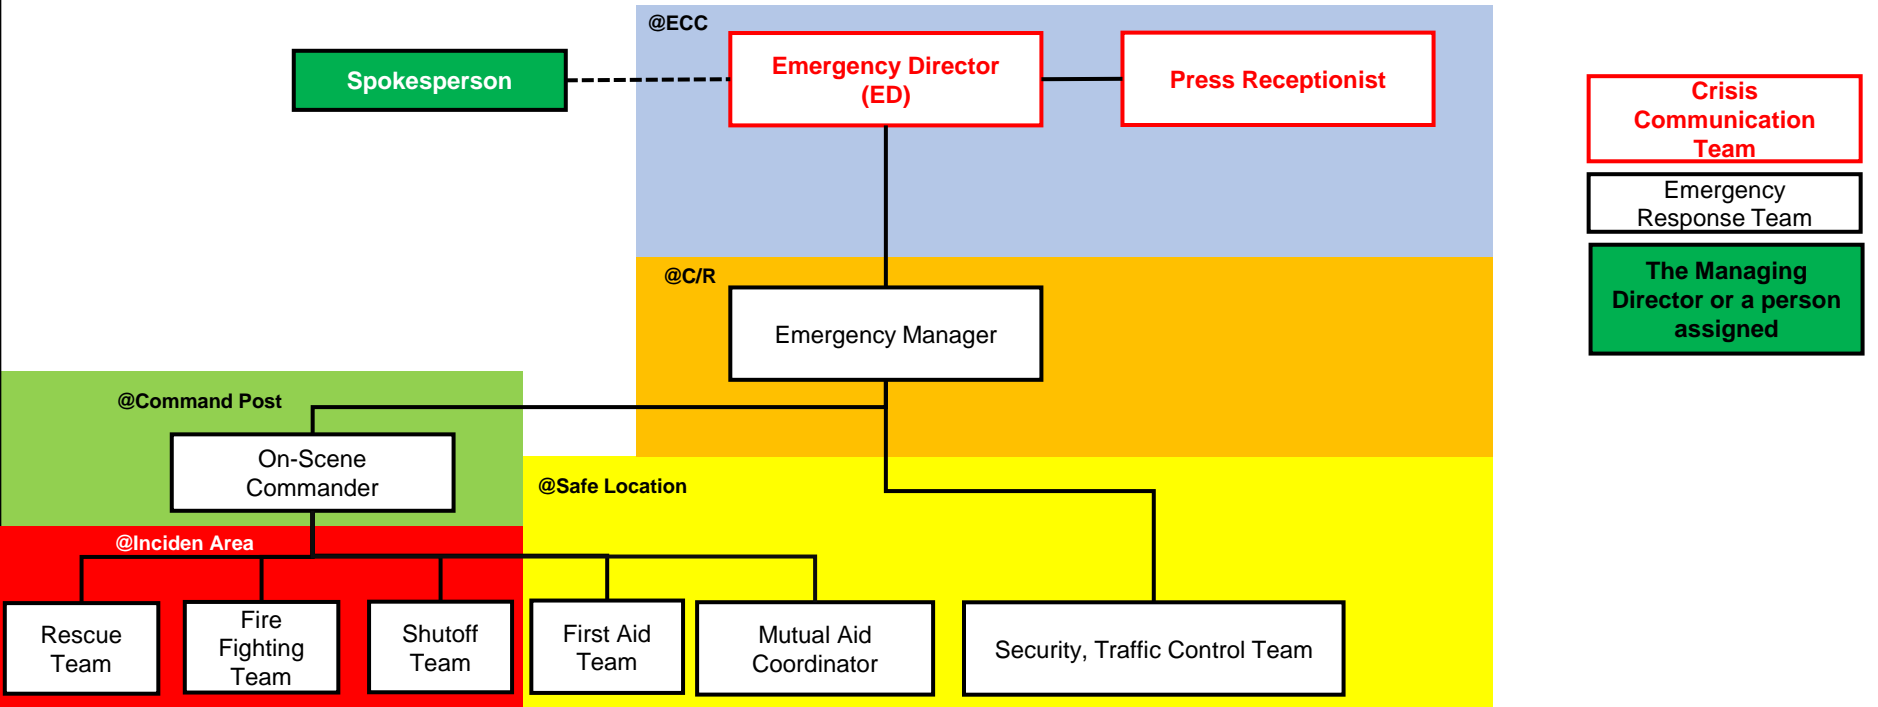 @ECC
Spokesperson
Emergency Director
(ED)
Press Receptionist
Crisis
Communication
Team
Emergency
Response Team
The Managing
Director or a person
assigned
@C/R
Emergency Manager
@Command Post
On-Scene
Commander
@Safe Location
@Inciden Area
Rescue
Team
Fire
Fighting
Team
Shutoff
Team
First Aid
Team
Mutual Aid
Coordinator
Security, Traffic Control Team